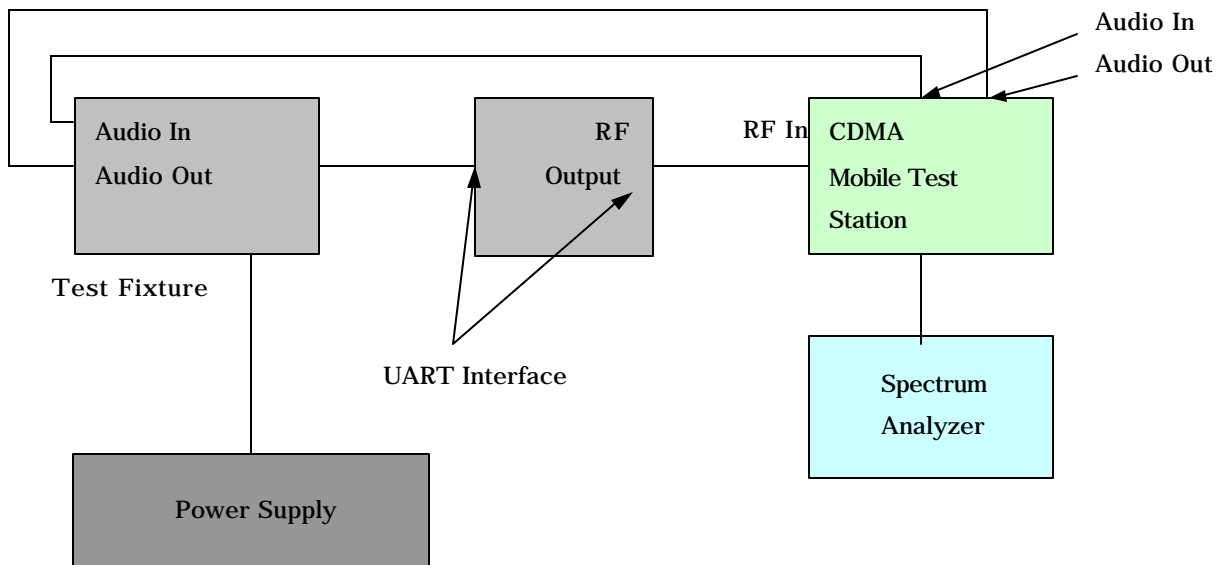 Audio In
Audio Out
Audio In
Audio Out
RF
Output
RF In
CDMA
Mobile Test
Station
Test Fixture
UART Interface
Spectrum
Analyzer
Power Supply